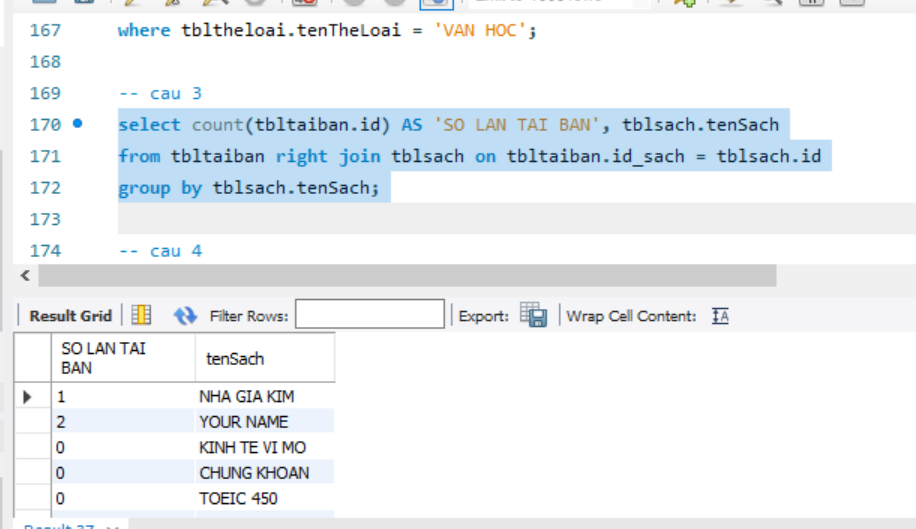 167 where tbltheloai.tenTheLoai = 'VAN HOC';
168
169 -- cau 3
170 select count(tbltaiban.id) AS 'SO LAN TAI BAN', tblsach.tenSach
171 from tbltaiban right join tblsach on tbltaiban.id_sach = tblsach.id
172 group by tblsach.tenSach;
173
174 -- cau 4
Result Grid Filter Rows: Export: Wrap Cell Content:
SO LAN TAI BAN tenSach
1 NHA GIA KIM
2 YOUR NAME
0 KINH TE VI MO
0 CHUNG KHOAN
0 TOEIC 450